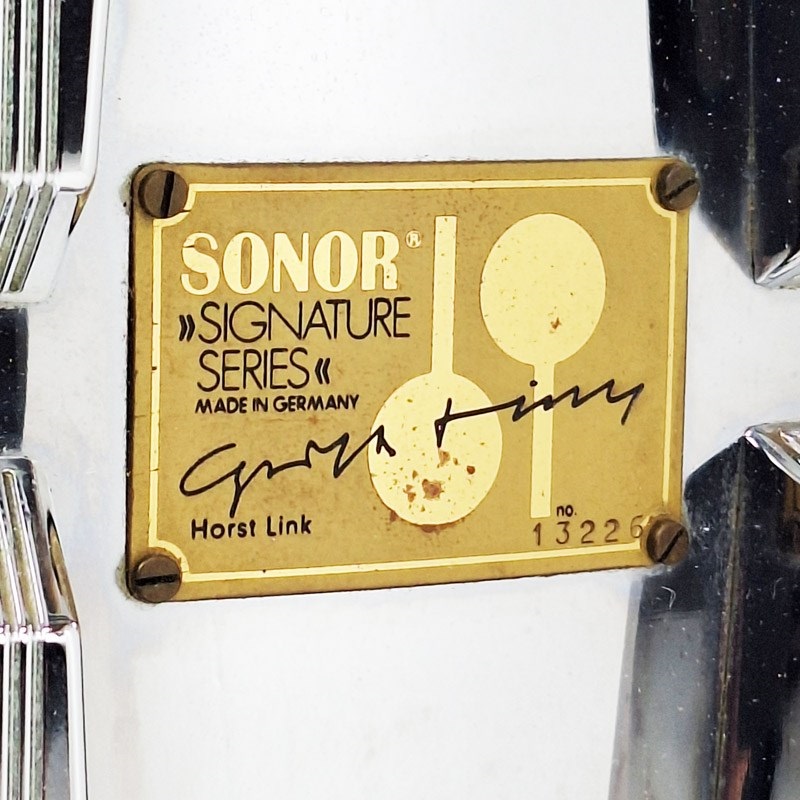 SONOR®
»SIGNATURE
SERIES«
MADE IN GERMANY
Horst Link
no.
13226